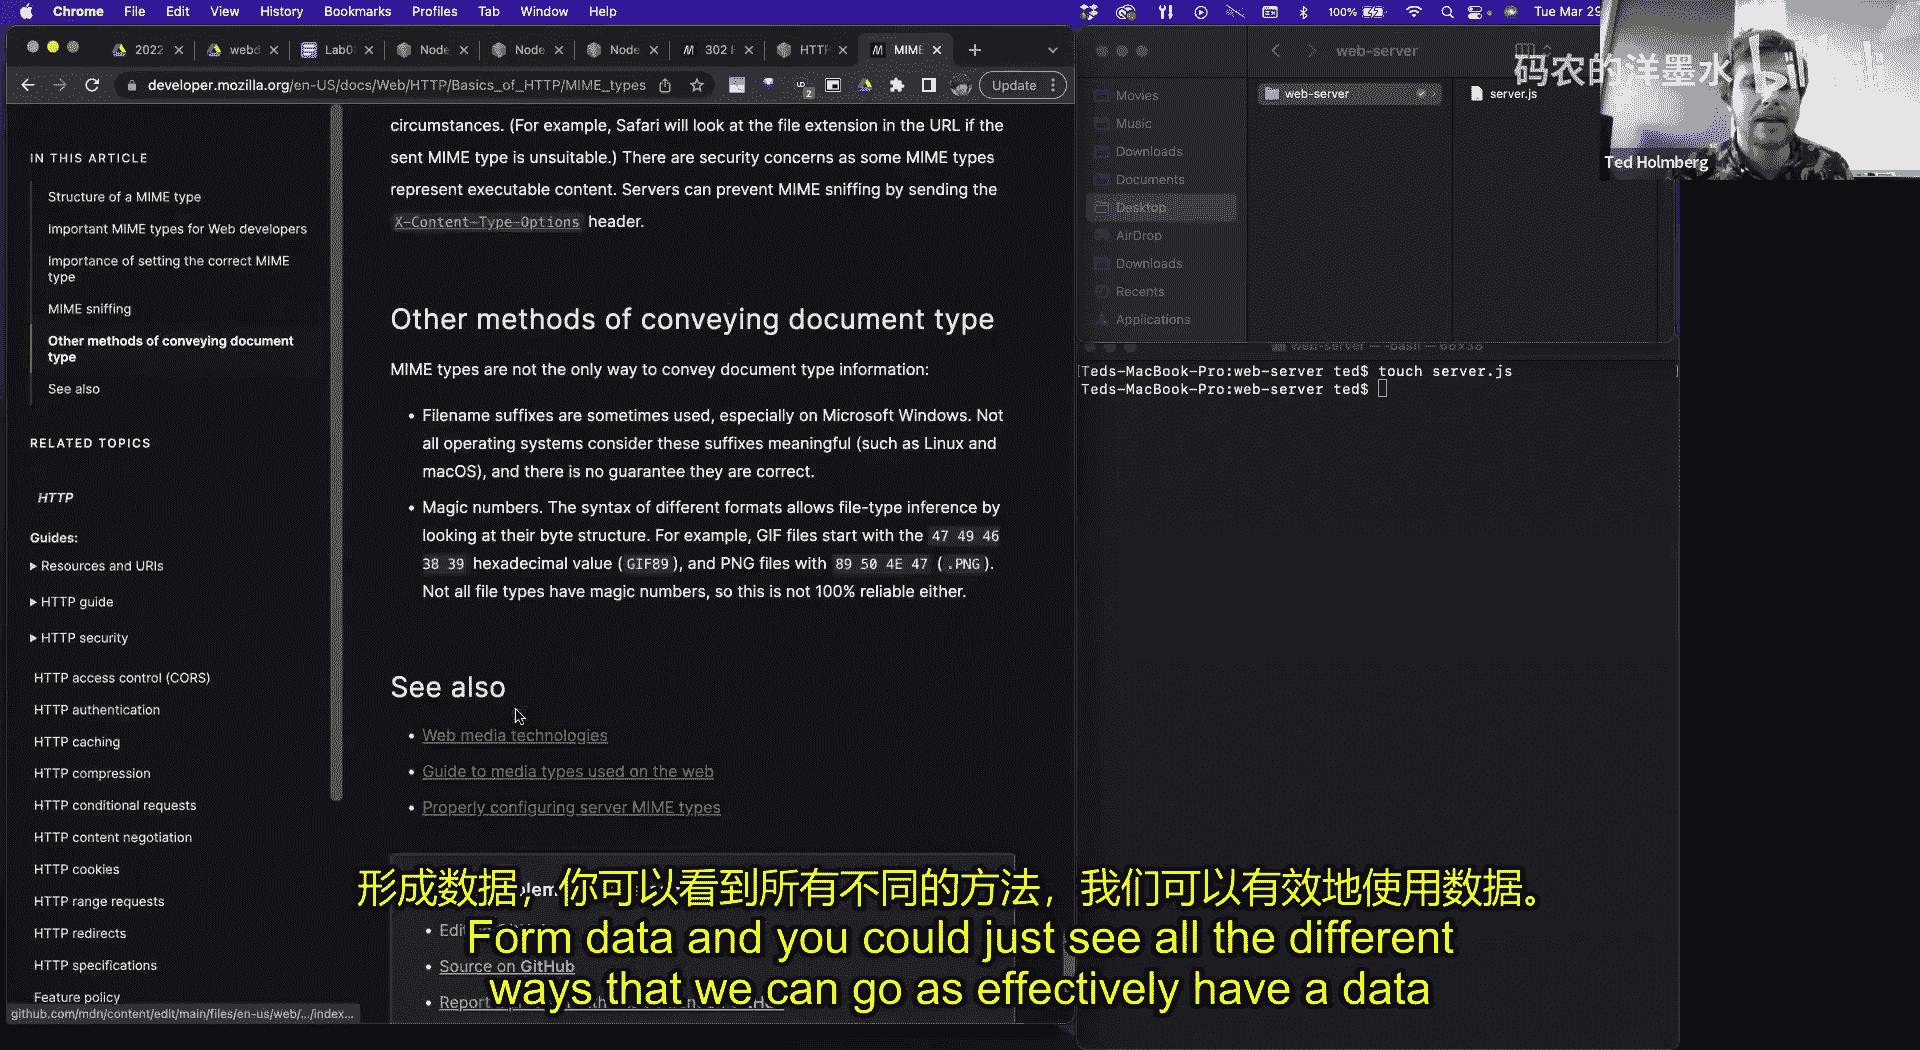 Chrome File Edit View History Bookmarks Profiles Tab Window Help
100%
Tue Mar 29
2022
webd
Lab0
Node
Node
Node
302
HTTP
MIME
developer.mozilla.org/en-US/docs/Web/HTTP/Basics_of_HTTP/MIME_types
2
Update
IN THIS ARTICLE
Structure of a MIME type
Important MIME types for Web developers
Importance of setting the correct MIME
type
MIME sniffing
Other methods of conveying document
type
See also
RELATED TOPICS
HTTP
Guides:
Resources and URIs
HTTP guide
HTTP security
HTTP access control (CORS)
HTTP authentication
HTTP caching
HTTP compression
HTTP conditional requests
HTTP content negotiation
HTTP cookies
HTTP range requests
HTTP redirects
HTTP specifications
Feature policy
github.com/mdn/content/edit/main/files/en-us/web/.../index...
circumstances. (For example, Safari will look at the file extension in the URL if the
sent MIME type is unsuitable.) There are security concerns as some MIME types
represent executable content. Servers can prevent MIME sniffing by sending the
X-Content-Type-Options header.
Other methods of conveying document type
MIME types are not the only way to convey document type information:
Filename suffixes are sometimes used, especially on Microsoft Windows. Not
all operating systems consider these suffixes meaningful (such as Linux and
macOS), and there is no guarantee they are correct.
Magic numbers. The syntax of different formats allows file-type inference by
looking at their byte structure. For example, GIF files start with the 47 49 46
38 39 hexadecimal value (GIF89), and PNG files with 89 50 4E 47 (.PNG).
Not all file types have magic numbers, so this is not 100% reliable either.
See also
Web media technologies
Guide to media types used on the web
Properly configuring server MIME types
Source on GitHub
Report
web-server
Movies
Music
Downloads
Documents
Desktop
AirDrop
Downloads
Recents
Applications
web-server
server.js
码农的洋墨水
bili
Ted Holmberg
web-server — -bash — 66×38
Teds-MacBook-Pro:web-server ted$ touch server.js
Teds-MacBook-Pro:web-server ted$
形成数据，你可以看到所有不同的方法，我们可以有效地使用数据。
Form data and you could just see all the different
ways that we can go as effectively have a data